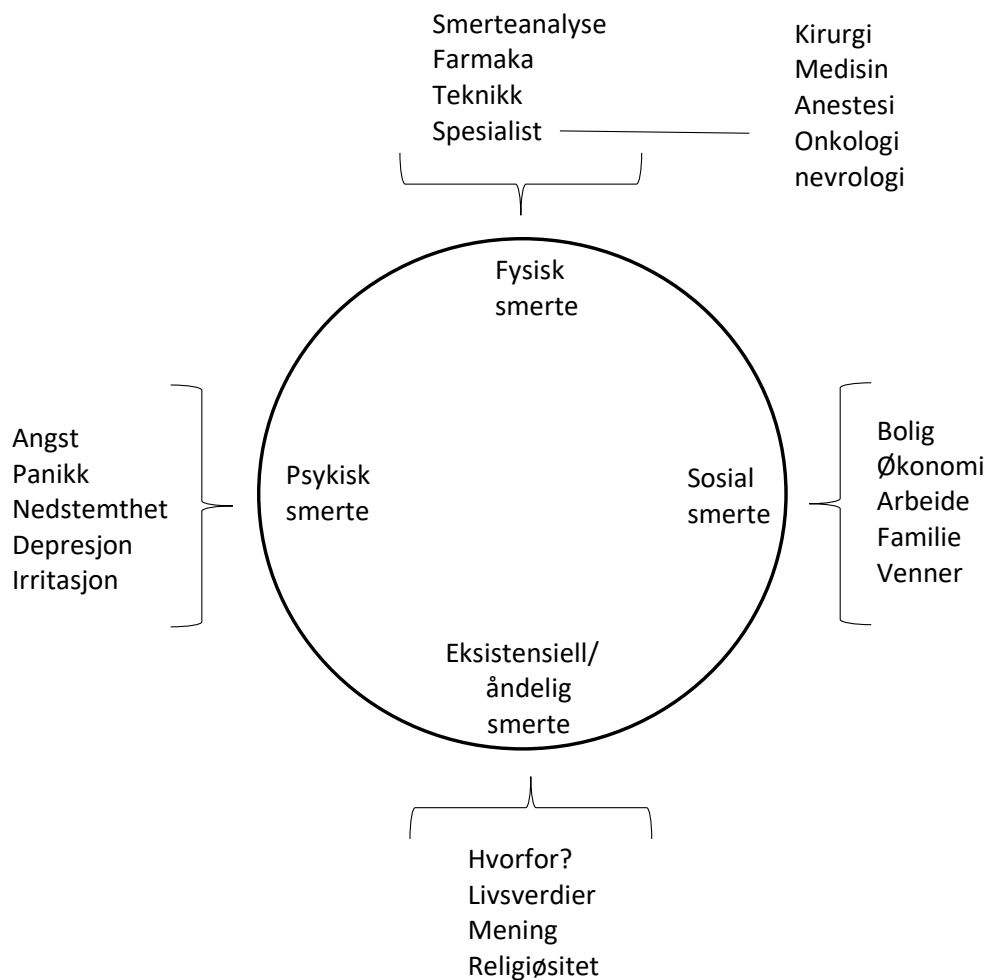 Smerteanalyse
Farmaka
Teknikk
Spesialist
Kirurgi
Medisin
Anestesi
Onkologi
nevrologi
Fysisk
smerte
Angst
Panikk
Nedstemthet
Depresjon
Irritasjon
Psykisk
smerte
Sosial
smerte
Bolig
Økonomi
Arbeide
Familie
Venner
Eksistensiell/
åndelig
smerte
Hvorfor?
Livsverdier
Mening
Religiøsitet